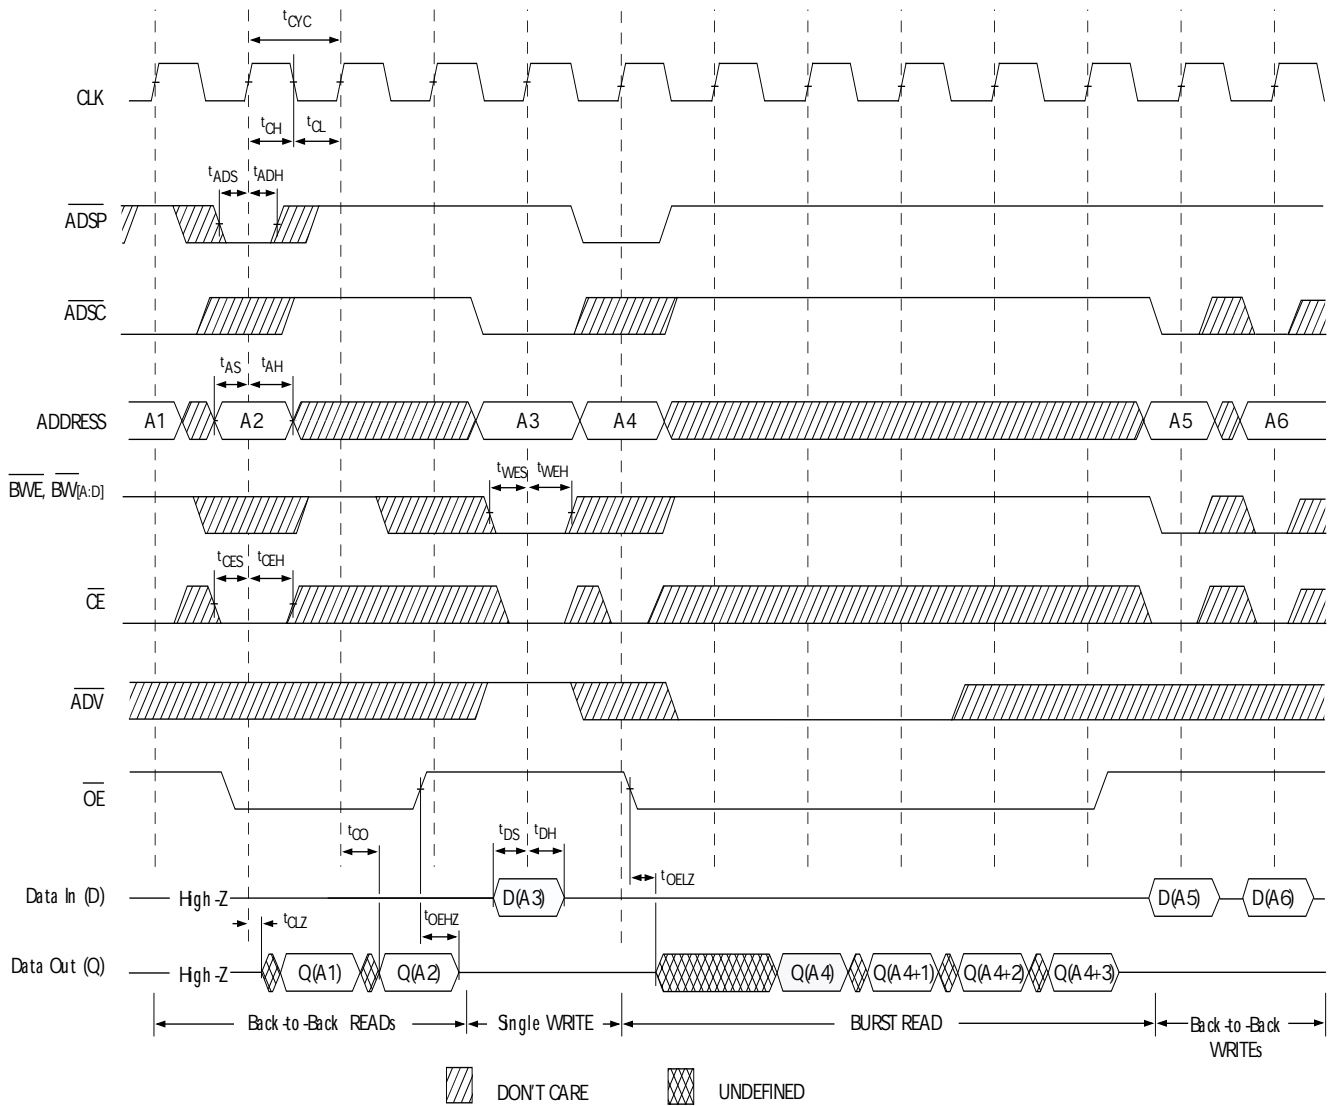 tCYC
CLK
tCH tCL
tADS tADH
ADSP
ADSC
tAS tAH
ADDRESS A1 A2 A3 A4 A5 A6
tWES tWEH
BWE, BW[A:D]
tCES tCEH
CE
ADV
OE
tCO tDS tDH
tOELZ
Data In (D) High-Z D(A3) D(A5) D(A6)
tCLZ tOEHZ
Data Out (Q) High-Z Q(A1) Q(A2) Q(A4) Q(A4+1) Q(A4+2) Q(A4+3)
Back-to-Back READs Single WRITE BURST READ Back-to-Back
WRITEs
DON'T CARE UNDEFINED